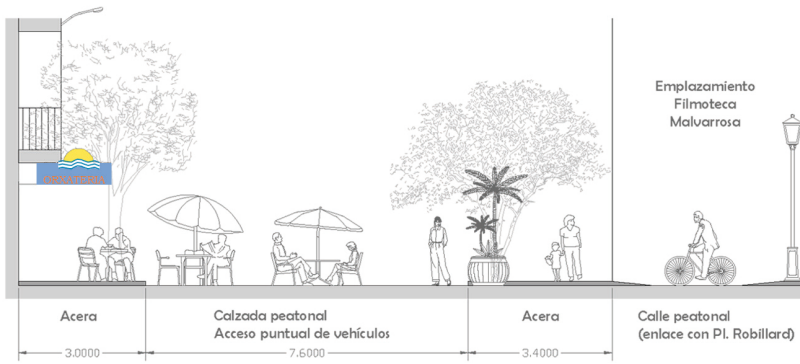 Emplazamiento
Filmoteca
Malvarrosa
Acera
Calzada peatonal
Acceso puntual de vehículos
Acera
Calle peatonal
(enlace con Pl. Robillard)
3.0000
7.6000
3.4000